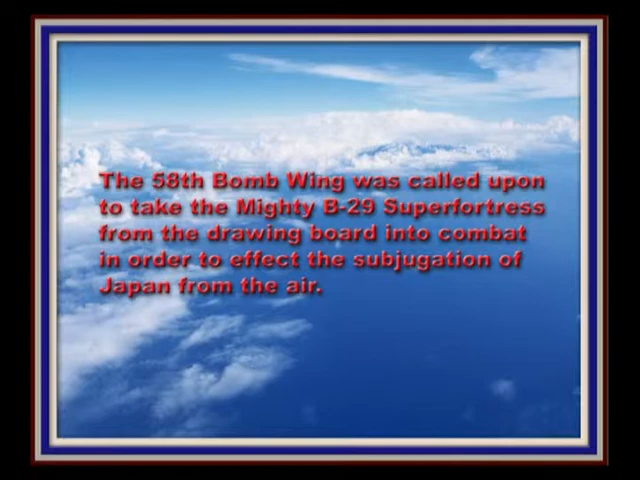 The 58th Bomb Wing was called upon
to take the Mighty B-29 Superfortress
from the drawing board into combat
in order to effect the subjugation of
Japan from the air.